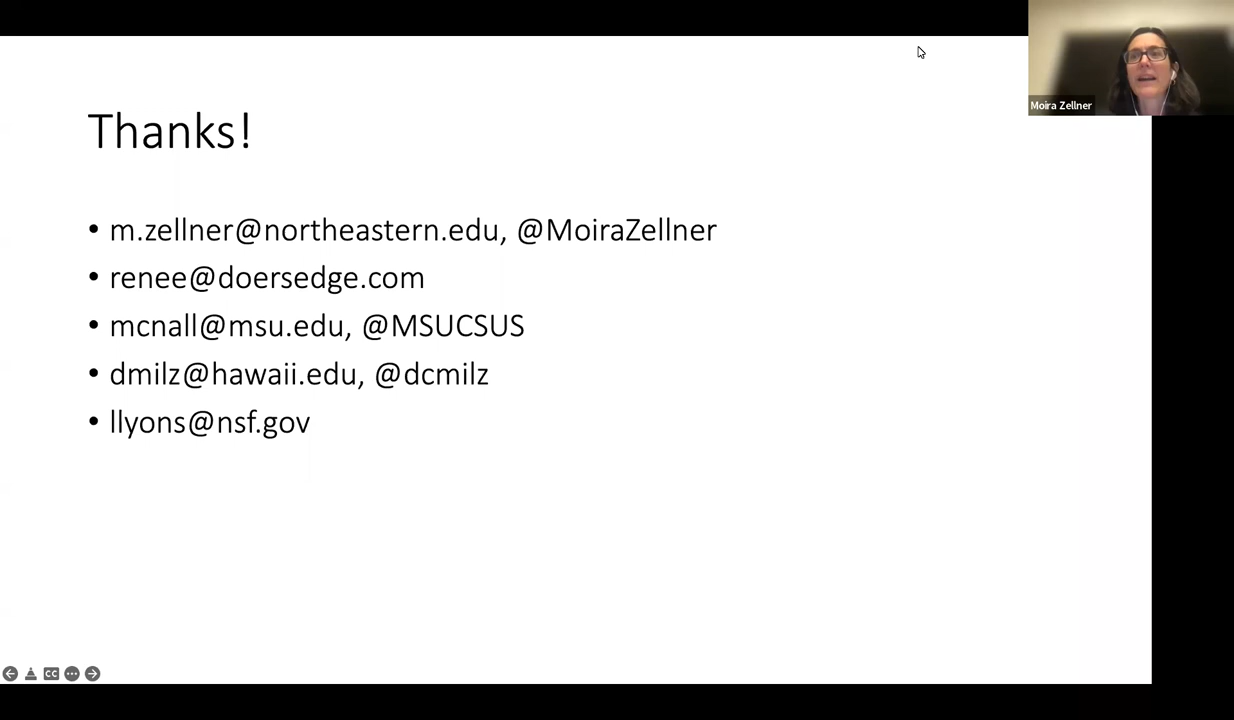 Moira Zellner
Thanks!
• m.zellner@northeastern.edu, @MoiraZellner
• renee@doersedge.com
• mcnall@msu.edu, @MSUCSUS
• dmilz@hawaii.edu, @dcmilz
• llyons@nsf.gov
CC